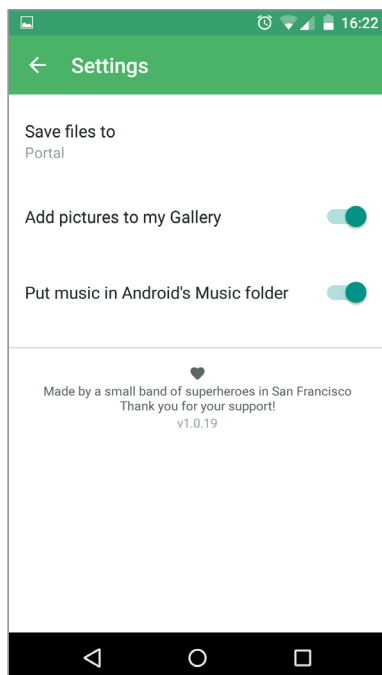 16:22
Settings
Save files to
Portal
Add pictures to my Gallery
Put music in Android's Music folder
Made by a small band of superheroes in San Francisco
Thank you for your support!
v1.0.19